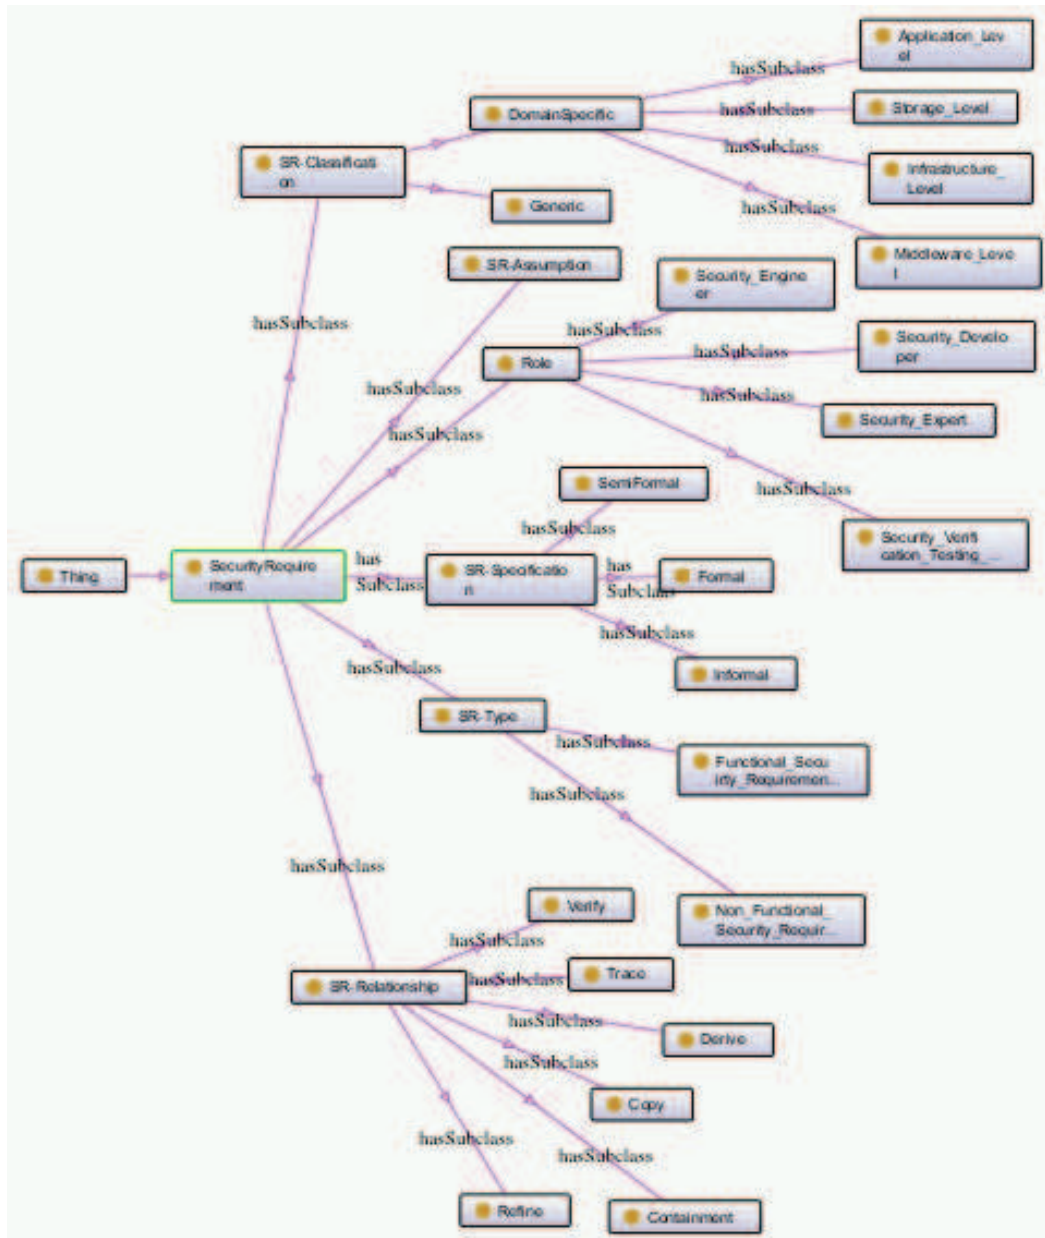 Application_Lev
el
hasSubclass
DomainSpecific
hasSubclass
Storage_Level
SR-Classificati
on
hasSubclass
Infrastructure_
Level
Generic
hasSubclass
Middleware_Leve
l
SR-Assumption
Security_Engine
er
hasSubclass
hasSubclass
Role
hasSubclass
Security_Develo
per
hasSubclass
hasSubclass
Security_Expert
hasSubclass
SemiFormal
hasSubclass
hasSubclass
Security_Verifi
cation_Testing_...
Thing
SecurityRequire
ment
has
Subclass
SR-Specificatio
n
has
Subclass
Formal
hasSubclass
Informal
hasSubclass
SR-Type
hasSubclass
Functional_Secu
rity_Requiremen...
hasSubclass
hasSubclass
Verify
Non_Functional_
Security_Requir...
hasSubclass
SR-Relationship
hasSubclass
Trace
hasSubclass
Derive
hasSubclass
Copy
hasSubclass
hasSubclass
Refine
Containment